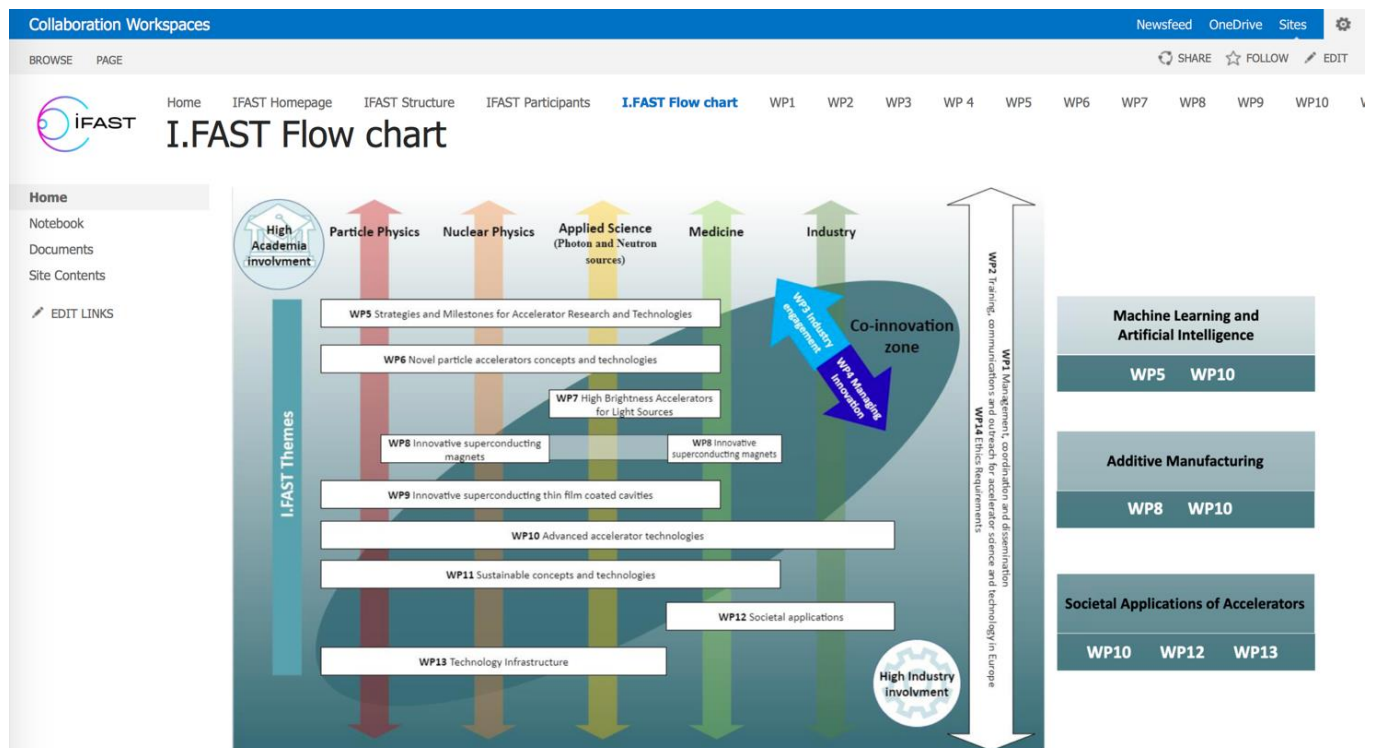 Collaboration Workspaces
Newsfeed OneDrive Sites
BROWSE PAGE
SHARE FOLLOW EDIT
iFAST
Home IFAST Homepage IFAST Structure IFAST Participants I.FAST Flow chart WP1 WP2 WP3 WP 4 WP5 WP6 WP7 WP8 WP9 WP10
I.FAST Flow chart
Home
Notebook
Documents
Site Contents
EDIT LINKS
High
Academia
involvment
Particle Physics
Nuclear Physics
Applied Science
(Photon and Neutron
sources)
Medicine
Industry
I.FAST Themes
WP5 Strategies and Milestones for Accelerator Research and Technologies
WP6 Novel particle accelerators concepts and technologies
WP7 High Brightness Accelerators
for Light Sources
WP8 Innovative superconducting
magnets
WP8 Innovative
superconducting magnets
WP9 Innovative superconducting thin film coated cavities
WP10 Advanced accelerator technologies
WP11 Sustainable concepts and technologies
WP12 Societal applications
WP13 Technology Infrastructure
WP3 Industry
engagement
WP4 Managing
Innovation
Co-innovation
zone
High Industry
involvment
WP1 Management, coordination and dissemination
WP2 Training, communications and outreach for accelerator science and technology in Europe
WP14 Ethics Requirements
Machine Learning and
Artificial Intelligence
WP5 WP10
Additive Manufacturing
WP8 WP10
Societal Applications of Accelerators
WP10 WP12 WP13